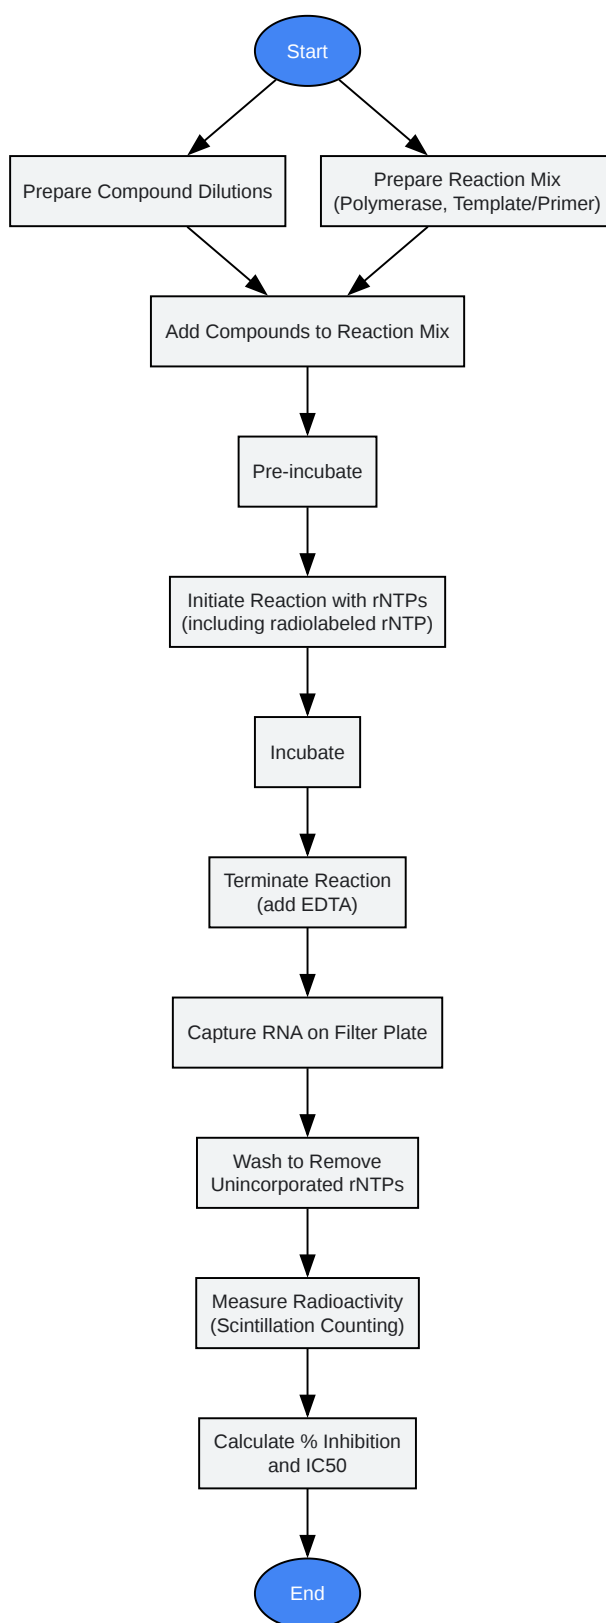 Start
Prepare Compound Dilutions
Prepare Reaction Mix
(Polymerase, Template/Primer)
Add Compounds to Reaction Mix
Pre-incubate
Initiate Reaction with rNTPs
(including radiolabeled rNTP)
Incubate
Terminate Reaction
(add EDTA)
Capture RNA on Filter Plate
Wash to Remove
Unincorporated rNTPs
Measure Radioactivity
(Scintillation Counting)
Calculate % Inhibition
and IC50
End